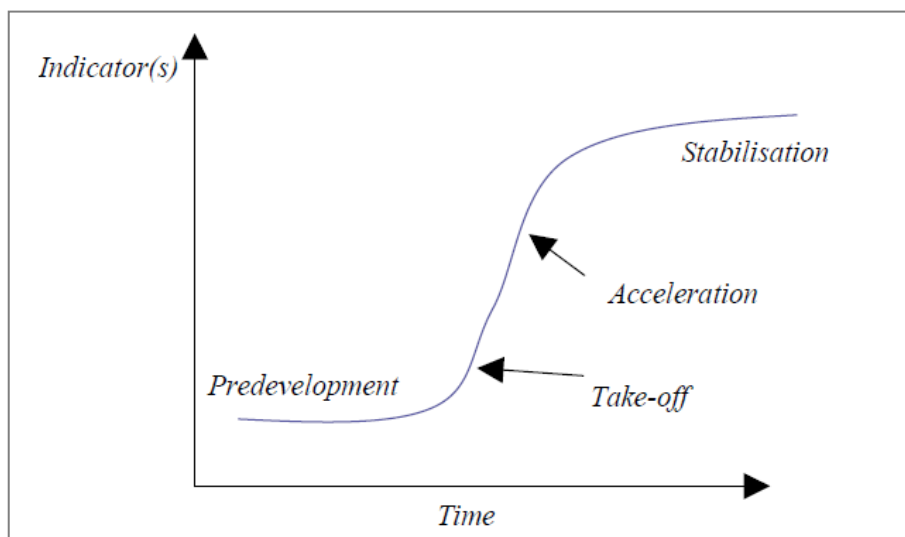 Indicator(s)
Stabilisation
Acceleration
Predevelopment
Take-off
Time